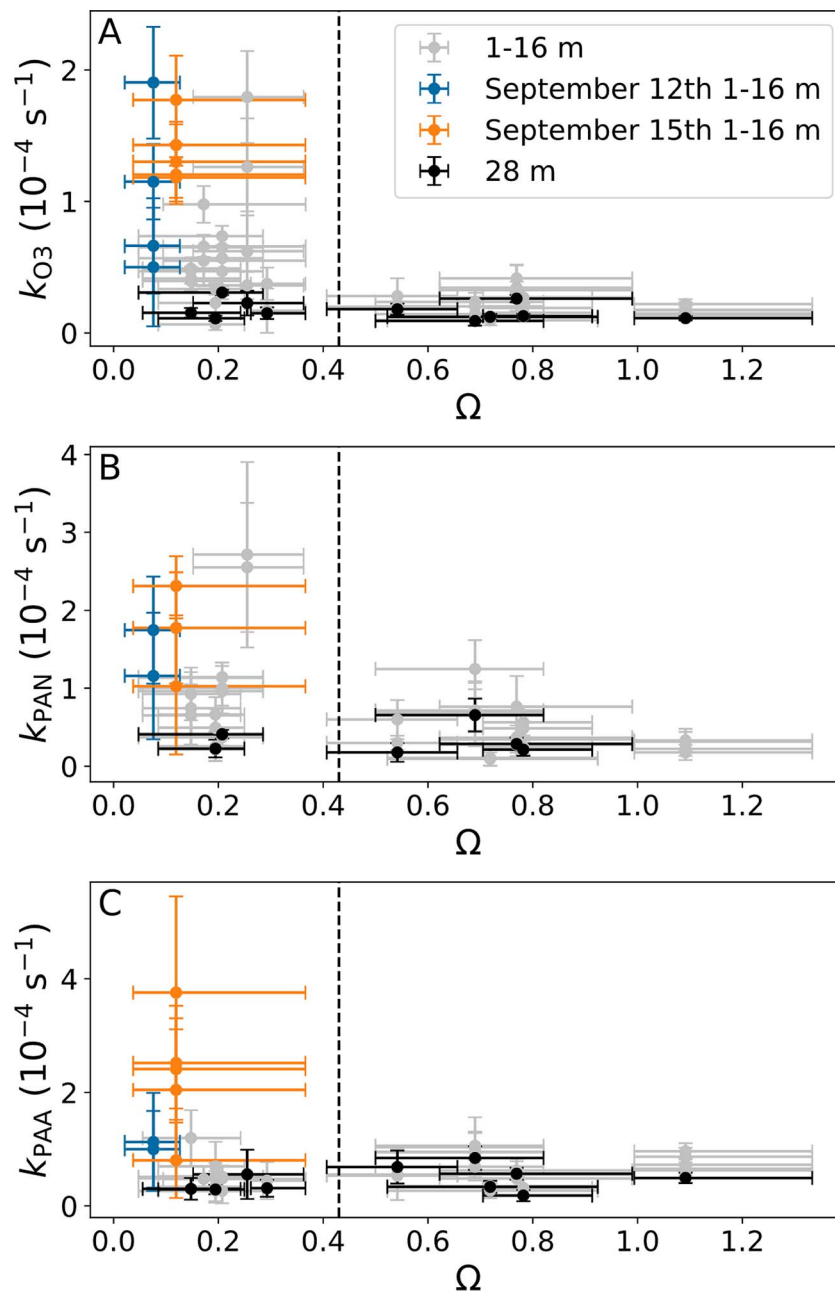 A
k_O3 (10^−4 s^−1)
2
1
0
1-16 m
September 12th 1-16 m
September 15th 1-16 m
28 m
0.0 0.2 0.4 0.6 0.8 1.0 1.2
Ω
B
k_PAN (10^−4 s^−1)
4
3
2
1
0
0.0 0.2 0.4 0.6 0.8 1.0 1.2
Ω
C
k_PAA (10^−4 s^−1)
4
2
0
0.0 0.2 0.4 0.6 0.8 1.0 1.2
Ω